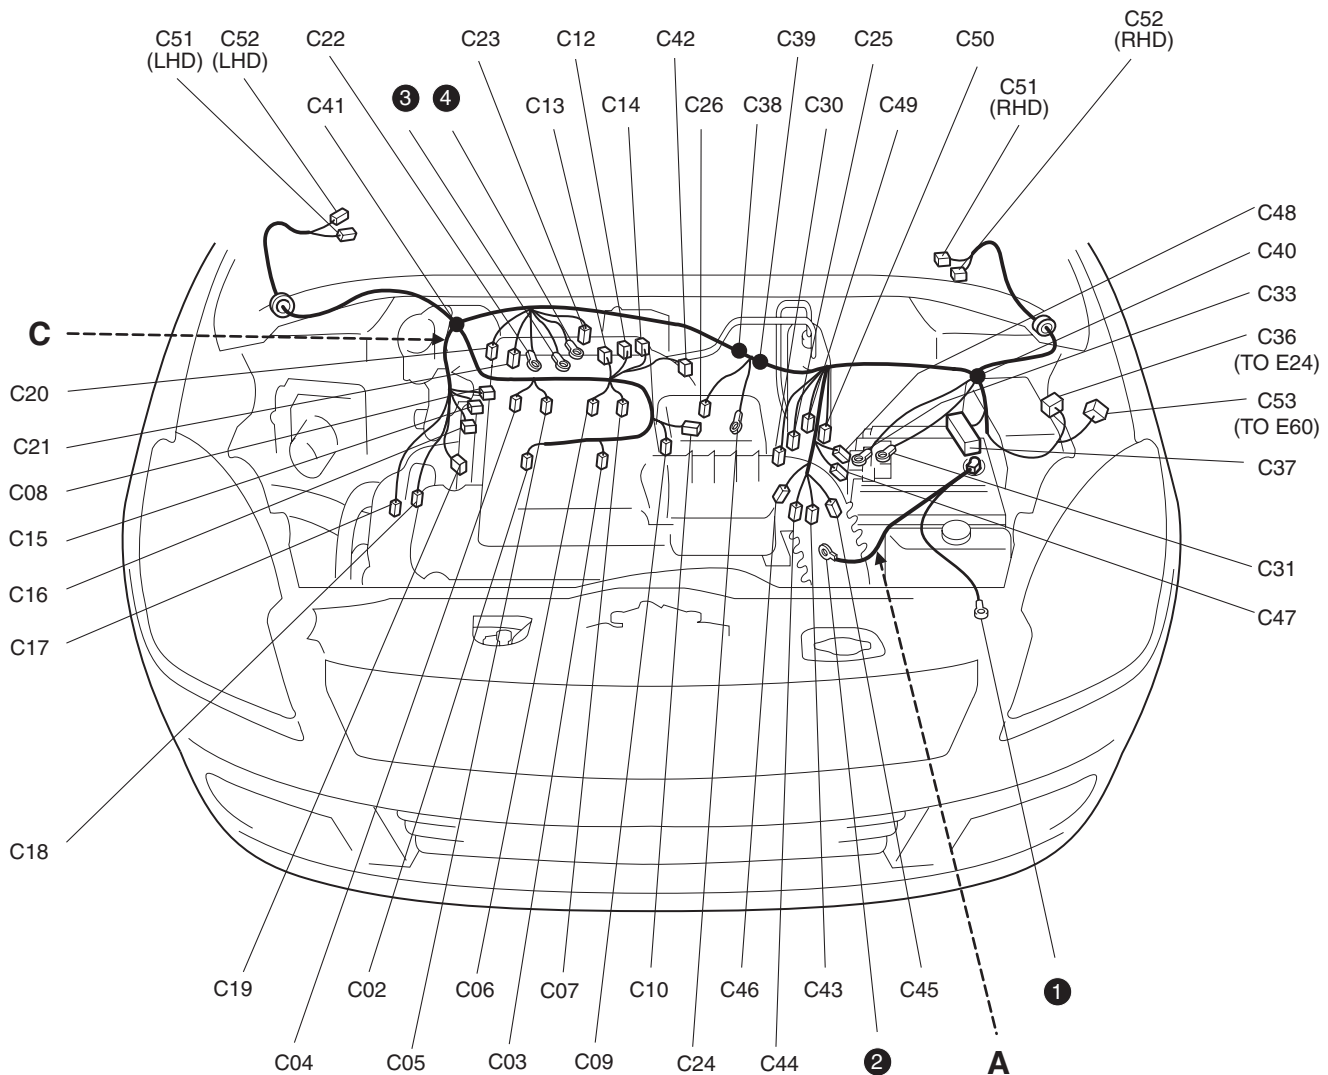 C51 C52 C22 C23 C12 C42 C39 C25 C50 C52
(LHD) (LHD) (RHD)
C41 3 4 C13 C14 C26 C38 C30 C49 C51
(RHD)
C48
C40
C33
C
C36
(TO E24)
C20
C53
(TO E60)
C21
C37
C08
C15
C31
C16
C47
C17
C18
C19 C02 C06 C07 C10 C46 C43 C45 1
C04 C05 C03 C09 C24 C44 2 A